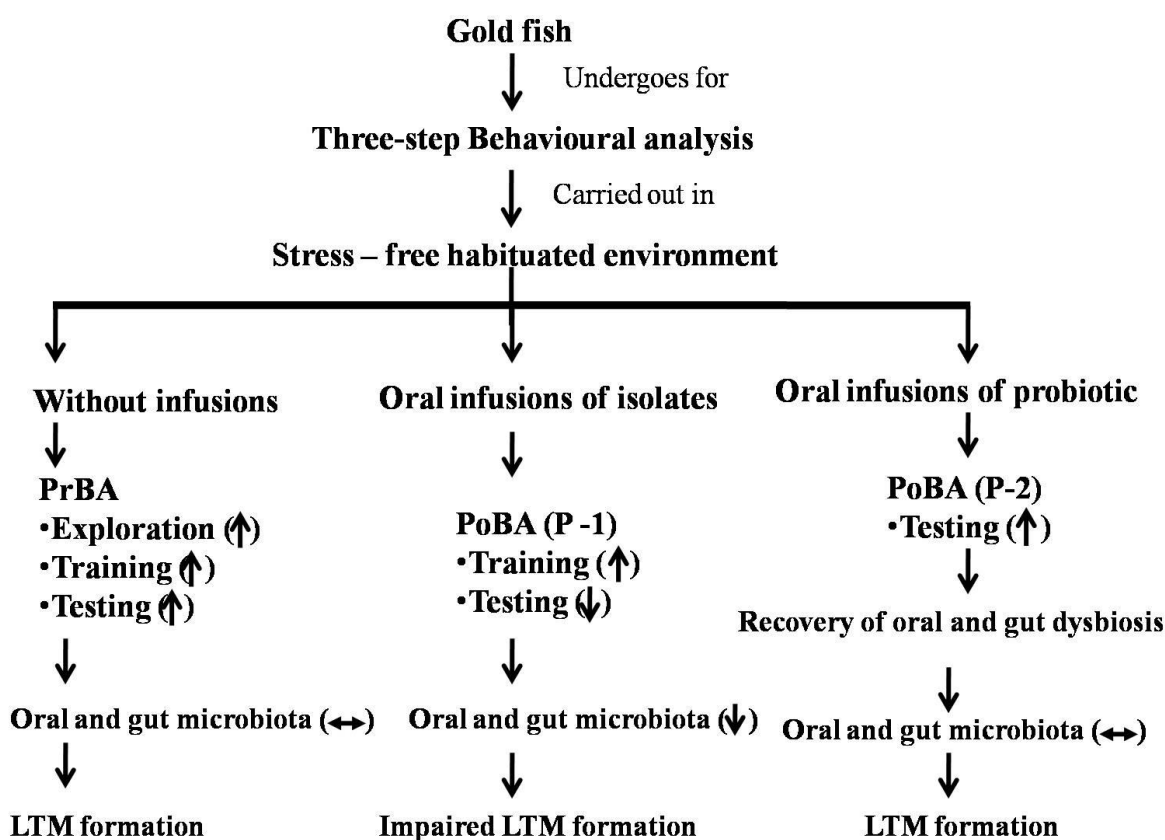 Gold fish
Undergoes for
Three-step Behavioural analysis
Carried out in
Stress – free habituated environment
Without infusions
PrBA
•Exploration (↑)
•Training (↑)
•Testing (↑)
Oral and gut microbiota (↔)
LTM formation
Oral infusions of isolates
PoBA (P -1)
•Training (↑)
•Testing (↓)
Oral and gut microbiota (↓)
Impaired LTM formation
Oral infusions of probiotic
PoBA (P-2)
•Testing (↑)
Recovery of oral and gut dysbiosis
Oral and gut microbiota (↔)
LTM formation